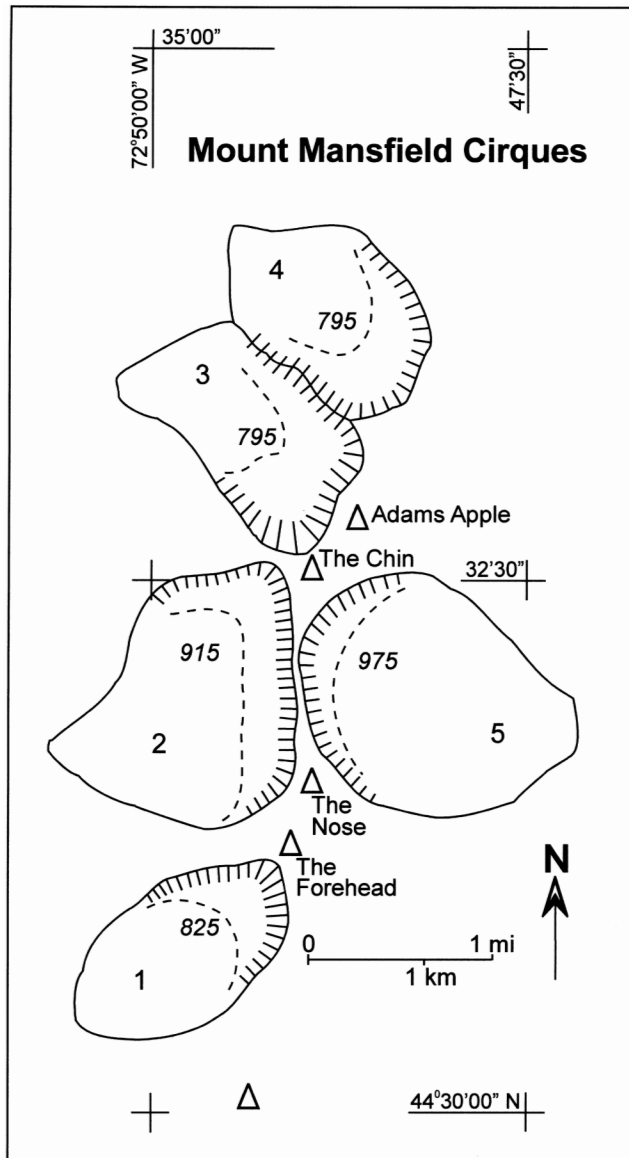 35'00"
72°50'00" W
47'30"
Mount Mansfield Cirques
4
795
3
795
Adams Apple
The Chin
32'30"
915
975
2
5
The
Nose
The
Forehead
N
825
0 1 mi
1 km
1
44°30'00" N